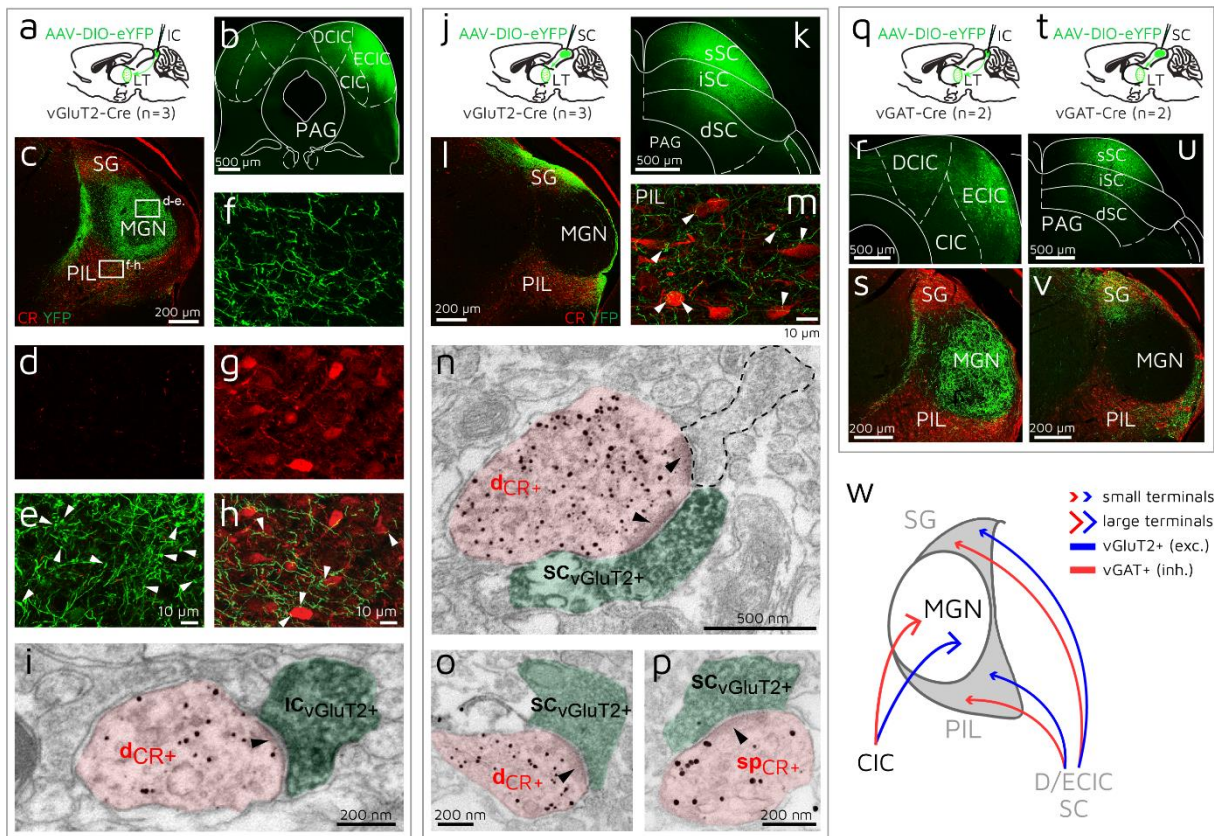 a
AAV-DIO-eYFP IC
LT
vGluT2-Cre (n=3)
b
DCIC
ECIC
CIC
PAG
500 µm
c
SG
d-e.
MGN
PIL
f-h.
CR YFP
200 µm
f
d
g
e
10 µm
h
10 µm
i
dCR+
ICvGluT2+
200 nm
j
AAV-DIO-eYFP SC
LT
vGluT2-Cre (n=3)
k
sSC
iSC
dSC
PAG
500 µm
l
SG
MGN
PIL
200 µm
CR YFP
PIL
m
10 µm
n
dCR+
SCvGluT2+
500 nm
o
SCvGluT2+
dCR+
200 nm
p
SCvGluT2+
spCR+
200 nm
q
AAV-DIO-eYFP IC
LT
vGAT-Cre (n=2)
t
AAV-DIO-eYFP SC
LT
vGAT-Cre (n=2)
r
DCIC
ECIC
CIC
500 µm
u
sSC
iSC
dSC
PAG
500 µm
s
SG
MGN
PIL
200 µm
v
SG
MGN
PIL
200 µm
w
small terminals
large terminals
vGluT2+ (exc.)
vGAT+ (inh.)
SG
MGN
PIL
CIC
D/ECIC
SC